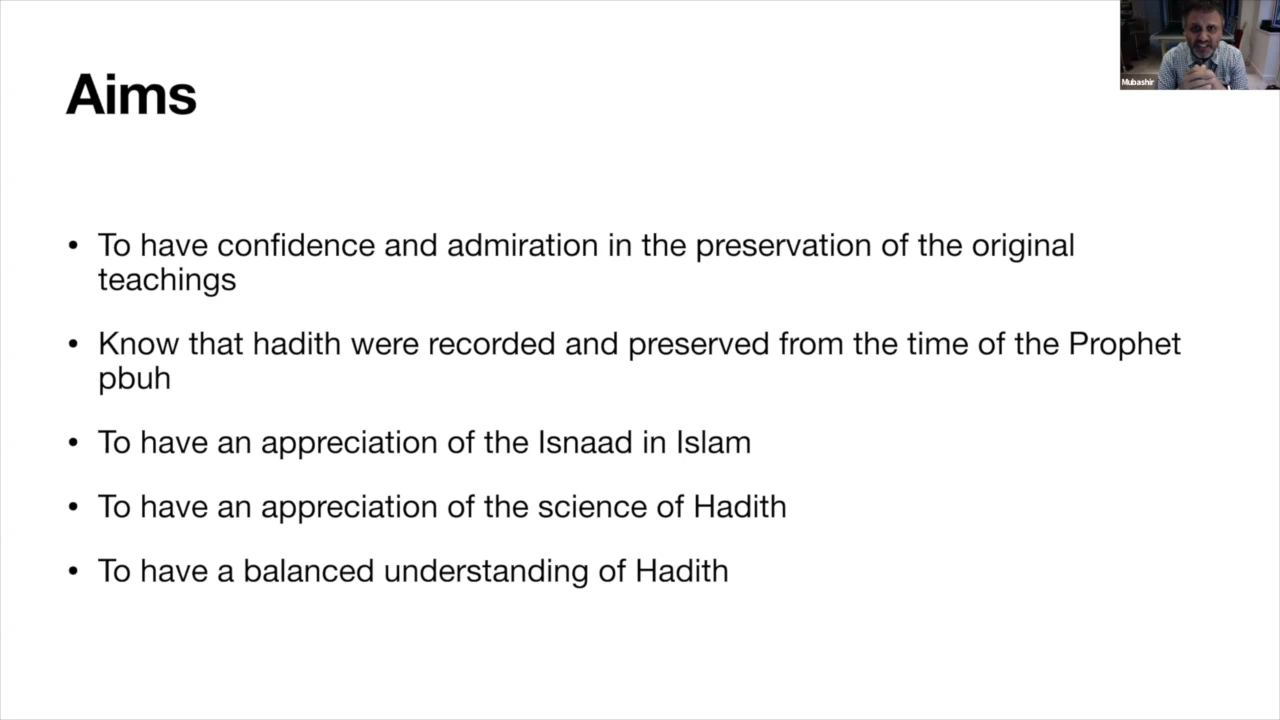 Mubashir
Aims
• To have confidence and admiration in the preservation of the original
teachings
• Know that hadith were recorded and preserved from the time of the Prophet
pbuh
• To have an appreciation of the Isnaad in Islam
• To have an appreciation of the science of Hadith
• To have a balanced understanding of Hadith